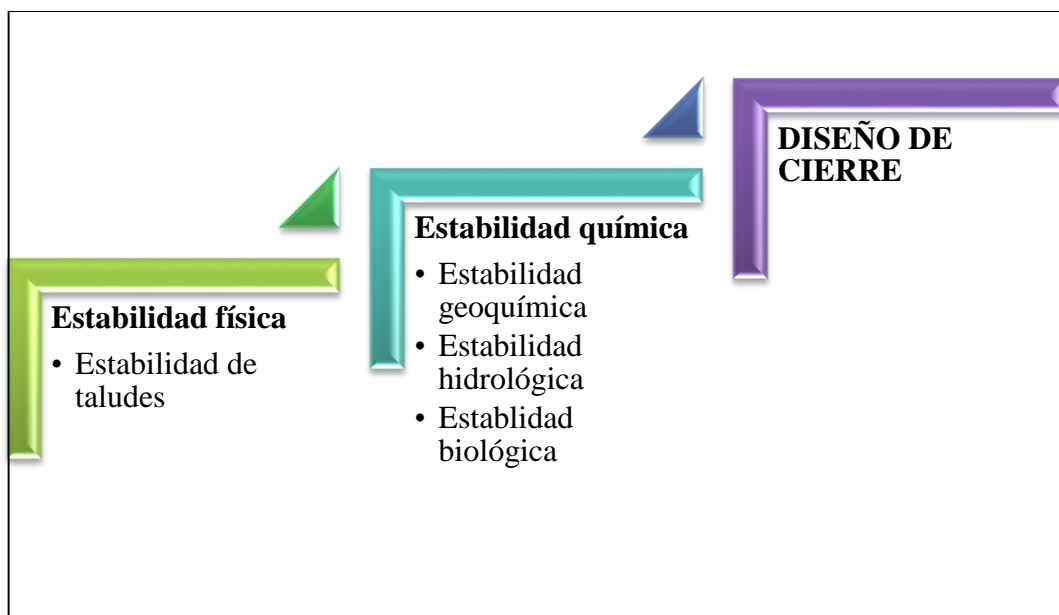 Estabilidad física
• Estabilidad de
taludes
Estabilidad química
• Estabilidad
geoquímica
• Estabilidad
hidrológica
• Establidad
biológica
DISEÑO DE
CIERRE